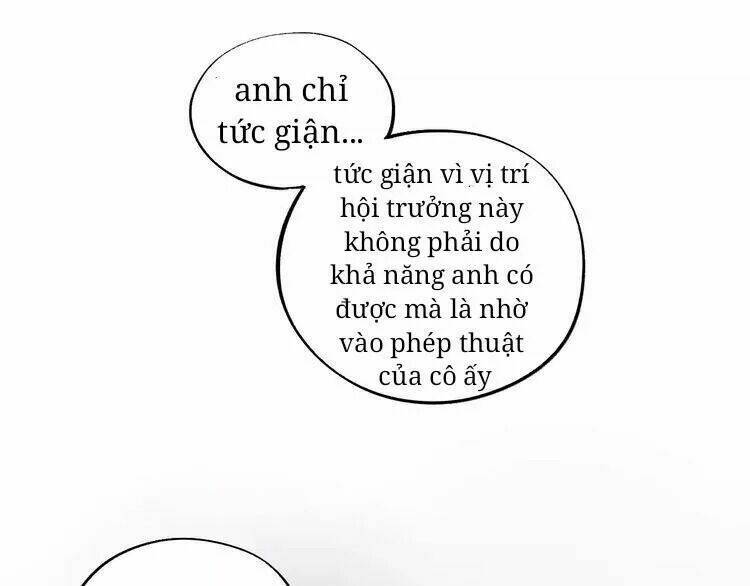 anh chỉ
tức giận...
tức giận vì vị trí
hội trưởng này
không phải do
khả năng anh có
được mà là nhờ
vào phép thuật
của cô ấy